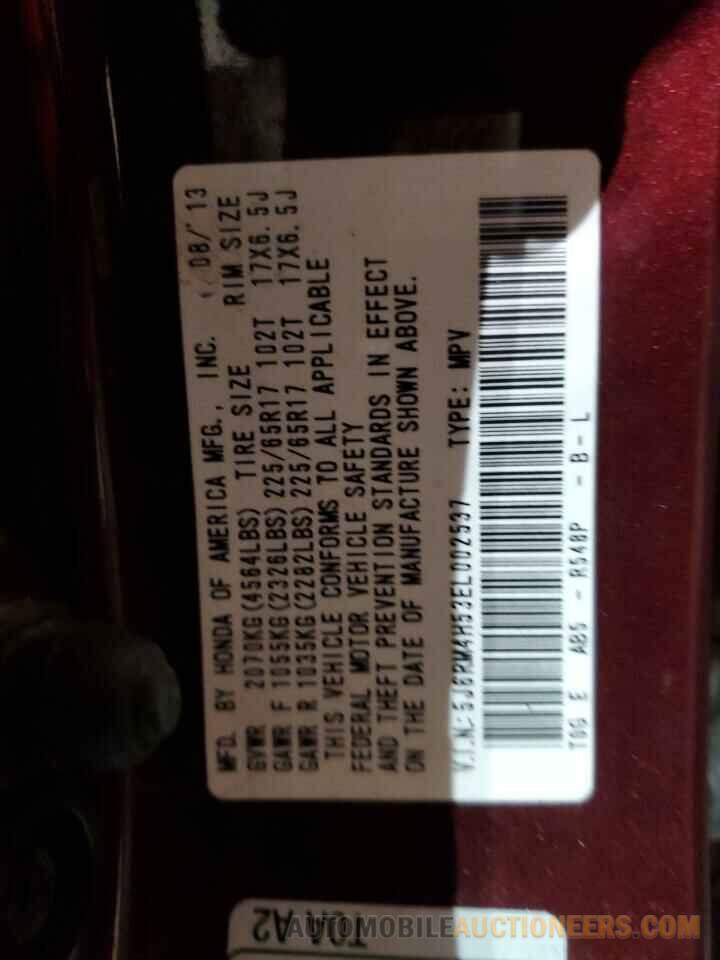 MFD. BY HONDA OF AMERICA MFG., INC. 08/'13
GVWR 2070KG(4564LBS) TIRE SIZE RIM SIZE
GAWR F 1055KG(2326LBS) 225/65R17 102T 17X6.5J
GAWR R 1035KG(2282LBS) 225/65R17 102T 17X6.5J
THIS VEHICLE CONFORMS TO ALL APPLICABLE
FEDERAL MOTOR VEHICLE SAFETY
AND THEFT PREVENTION STANDARDS IN EFFECT
ON THE DATE OF MANUFACTURE SHOWN ABOVE.
V.I.N.:5J6RM4H53EL002537 TYPE: MPV
T0G E AB5 - R548P - B - L
T0A A2
AUTOMOBILEAUCTIONEERS.COM